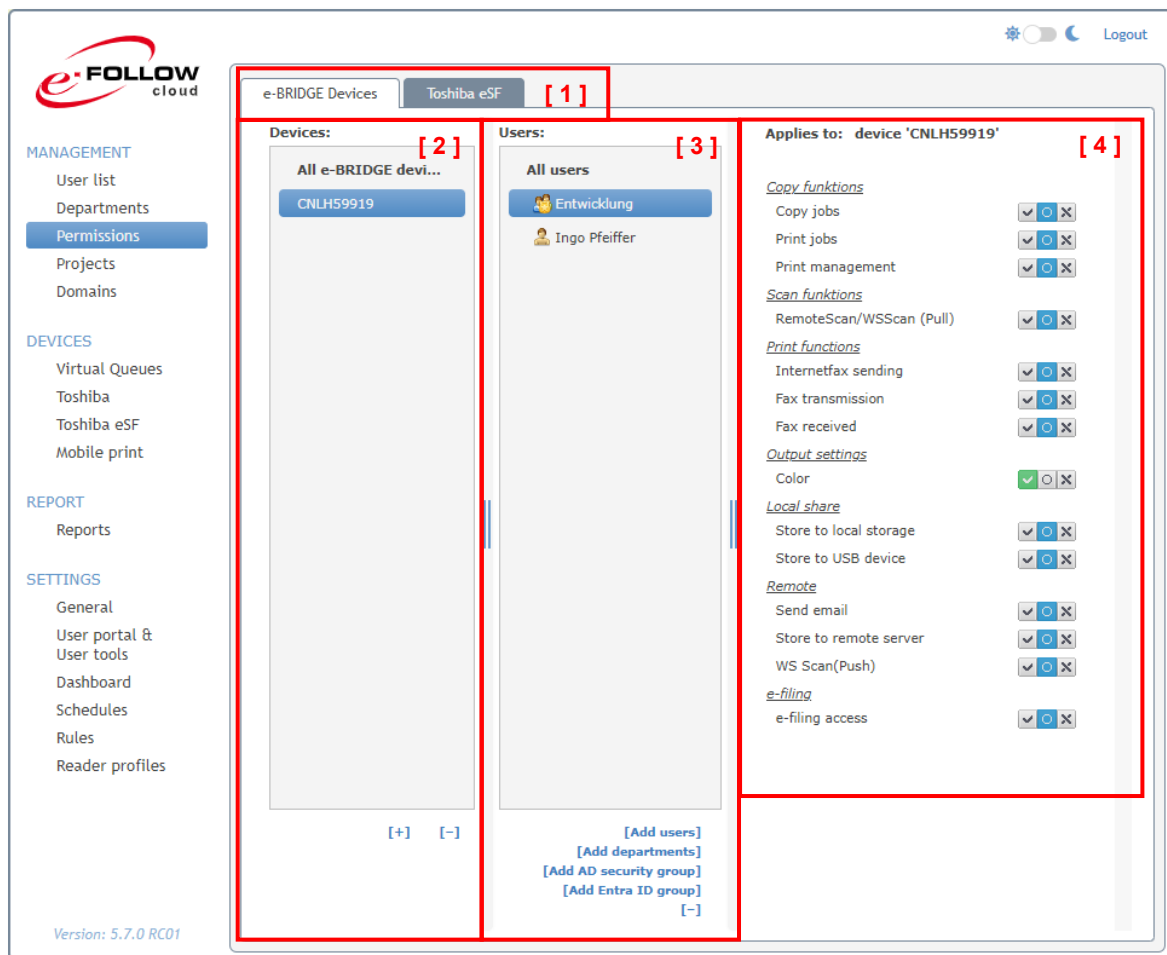 Logout
e-FOLLOW
cloud
e-BRIDGE Devices
Toshiba eSF
[ 1 ]
MANAGEMENT
User list
Departments
Permissions
Projects
Domains
DEVICES
Virtual Queues
Toshiba
Toshiba eSF
Mobile print
REPORT
Reports
SETTINGS
General
User portal &
User tools
Dashboard
Schedules
Rules
Reader profiles
Version: 5.7.0 RC01
Devices:
[ 2 ]
All e-BRIDGE devi...
CNLH59919
[+] [-]
Users:
[ 3 ]
All users
Entwicklung
Ingo Pfeiffer
[Add users]
[Add departments]
[Add AD security group]
[Add Entra ID group]
[-]
Applies to: device 'CNLH59919'
[ 4 ]
Copy funktions
Copy jobs
Print jobs
Print management
Scan funktions
RemoteScan/WSScan (Pull)
Print functions
Internetfax sending
Fax transmission
Fax received
Output settings
Color
Local share
Store to local storage
Store to USB device
Remote
Send email
Store to remote server
WS Scan(Push)
e-filing
e-filing access